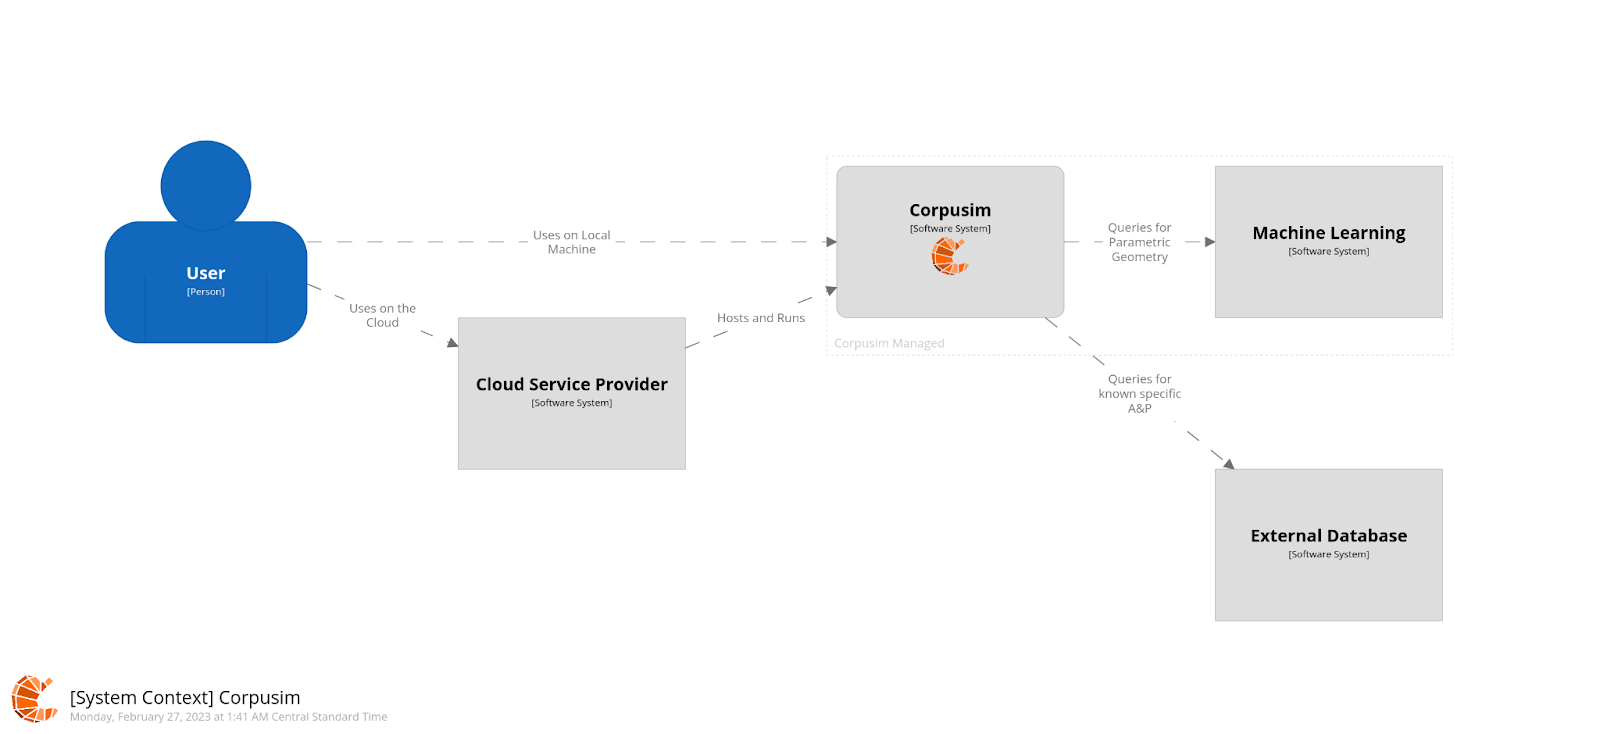 User
[Person]
Uses on Local
Machine
Uses on the
Cloud
Cloud Service Provider
[Software System]
Hosts and Runs
Corpusim
[Software System]
Corpusim Managed
Queries for
Parametric
Geometry
Machine Learning
[Software System]
Queries for
known specific
A&P
External Database
[Software System]
[System Context] Corpusim
Monday, February 27, 2023 at 1:41 AM Central Standard Time